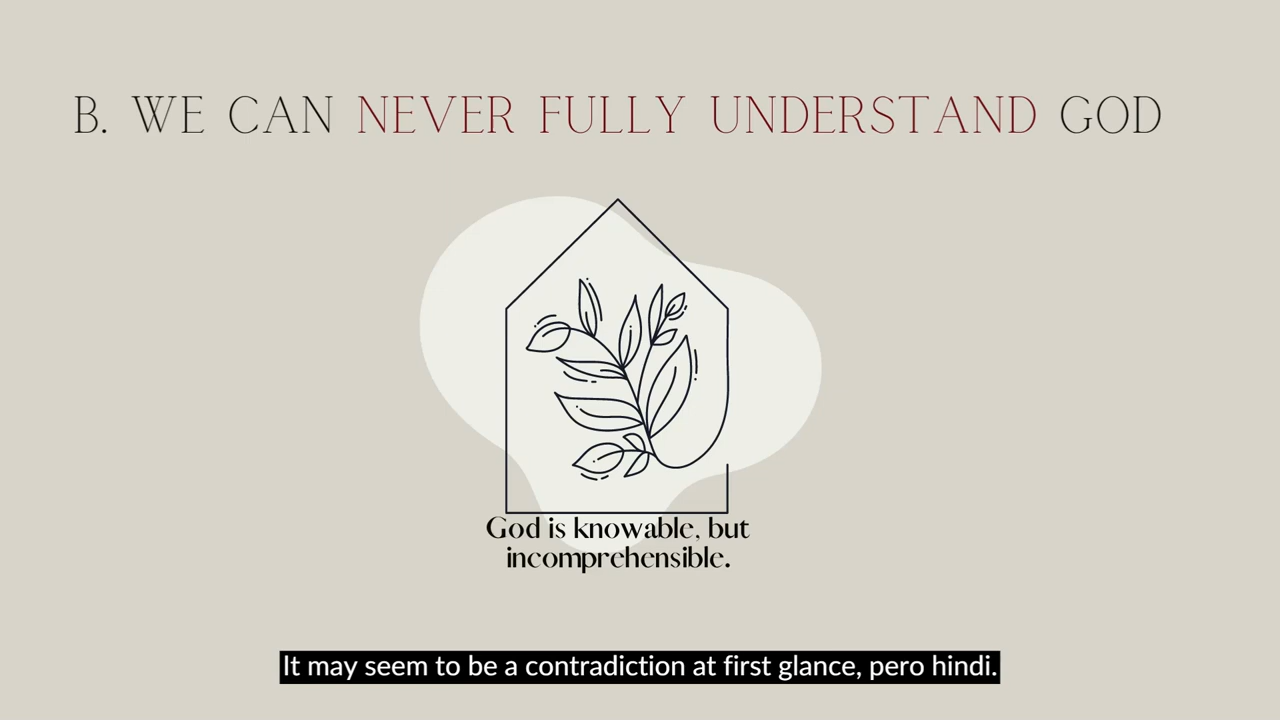 B. WE CAN NEVER FULLY UNDERSTAND GOD
God is knowable, but
incomprehensible.
It may seem to be a contradiction at first glance, pero hindi.